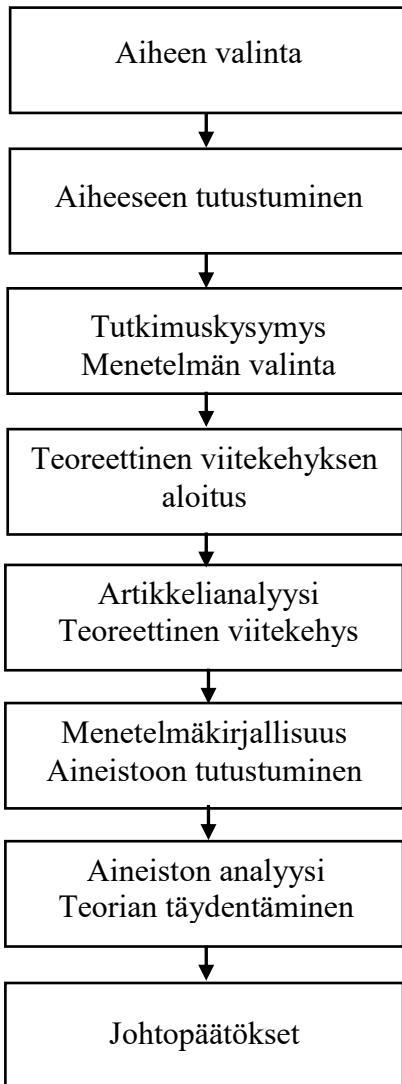 Aiheen valinta
Aiheeseen tutustuminen
Tutkimuskysymys
Menetelmän valinta
Teoreettinen viitekehyksen
aloitus
Artikkelianalyysi
Teoreettinen viitekehys
Menetelmäkirjallisuus
Aineistoon tutustuminen
Aineiston analyysi
Teorian täydentäminen
Johtopäätökset